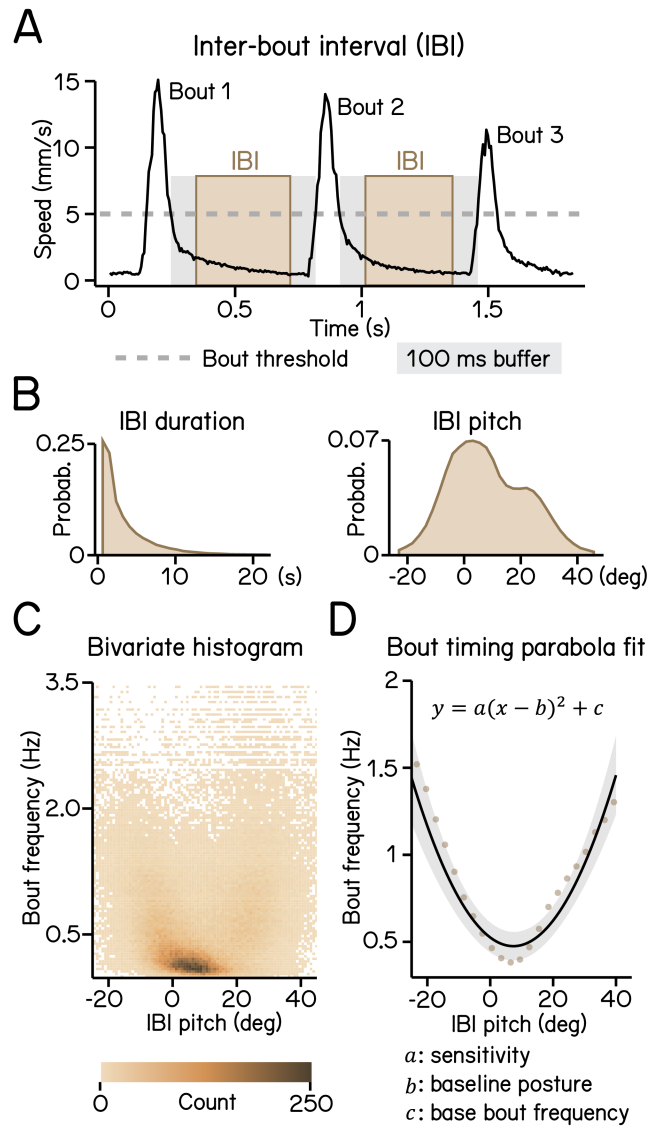 A
Inter-bout interval (IBI)
15
10
5
0
Speed (mm/s)
Bout 1
Bout 2
Bout 3
IBI
IBI
0
0.5
1
1.5
Time (s)
Bout threshold
100 ms buffer
B
IBI duration
0.25
0
Probab.
0
10
20
(s)
IBI pitch
0.07
0
Probab.
-20
0
20
40
(deg)
C
Bivariate histogram
3.5
2.0
0.5
Bout frequency (Hz)
-20
0
20
40
IBI pitch (deg)
0
Count
250
D
Bout timing parabola fit
y = a(x − b)² + c
2
1.5
1
0.5
Bout frequency (Hz)
-20
0
20
40
IBI pitch (deg)
a: sensitivity
b: baseline posture
c: base bout frequency